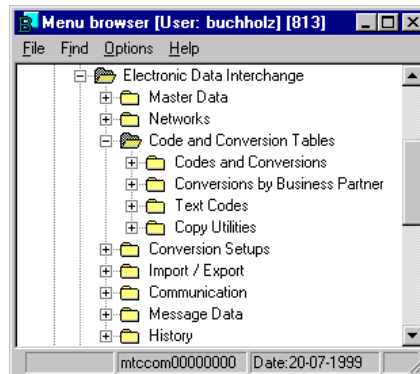 Menu browser [User: buchholz] [813]
File Find Options Help
Electronic Data Interchange
Master Data
Networks
Code and Conversion Tables
Codes and Conversions
Conversions by Business Partner
Text Codes
Copy Utilities
Conversion Setups
Import / Export
Communication
Message Data
History
mtccom00000000 Date:20-07-1999